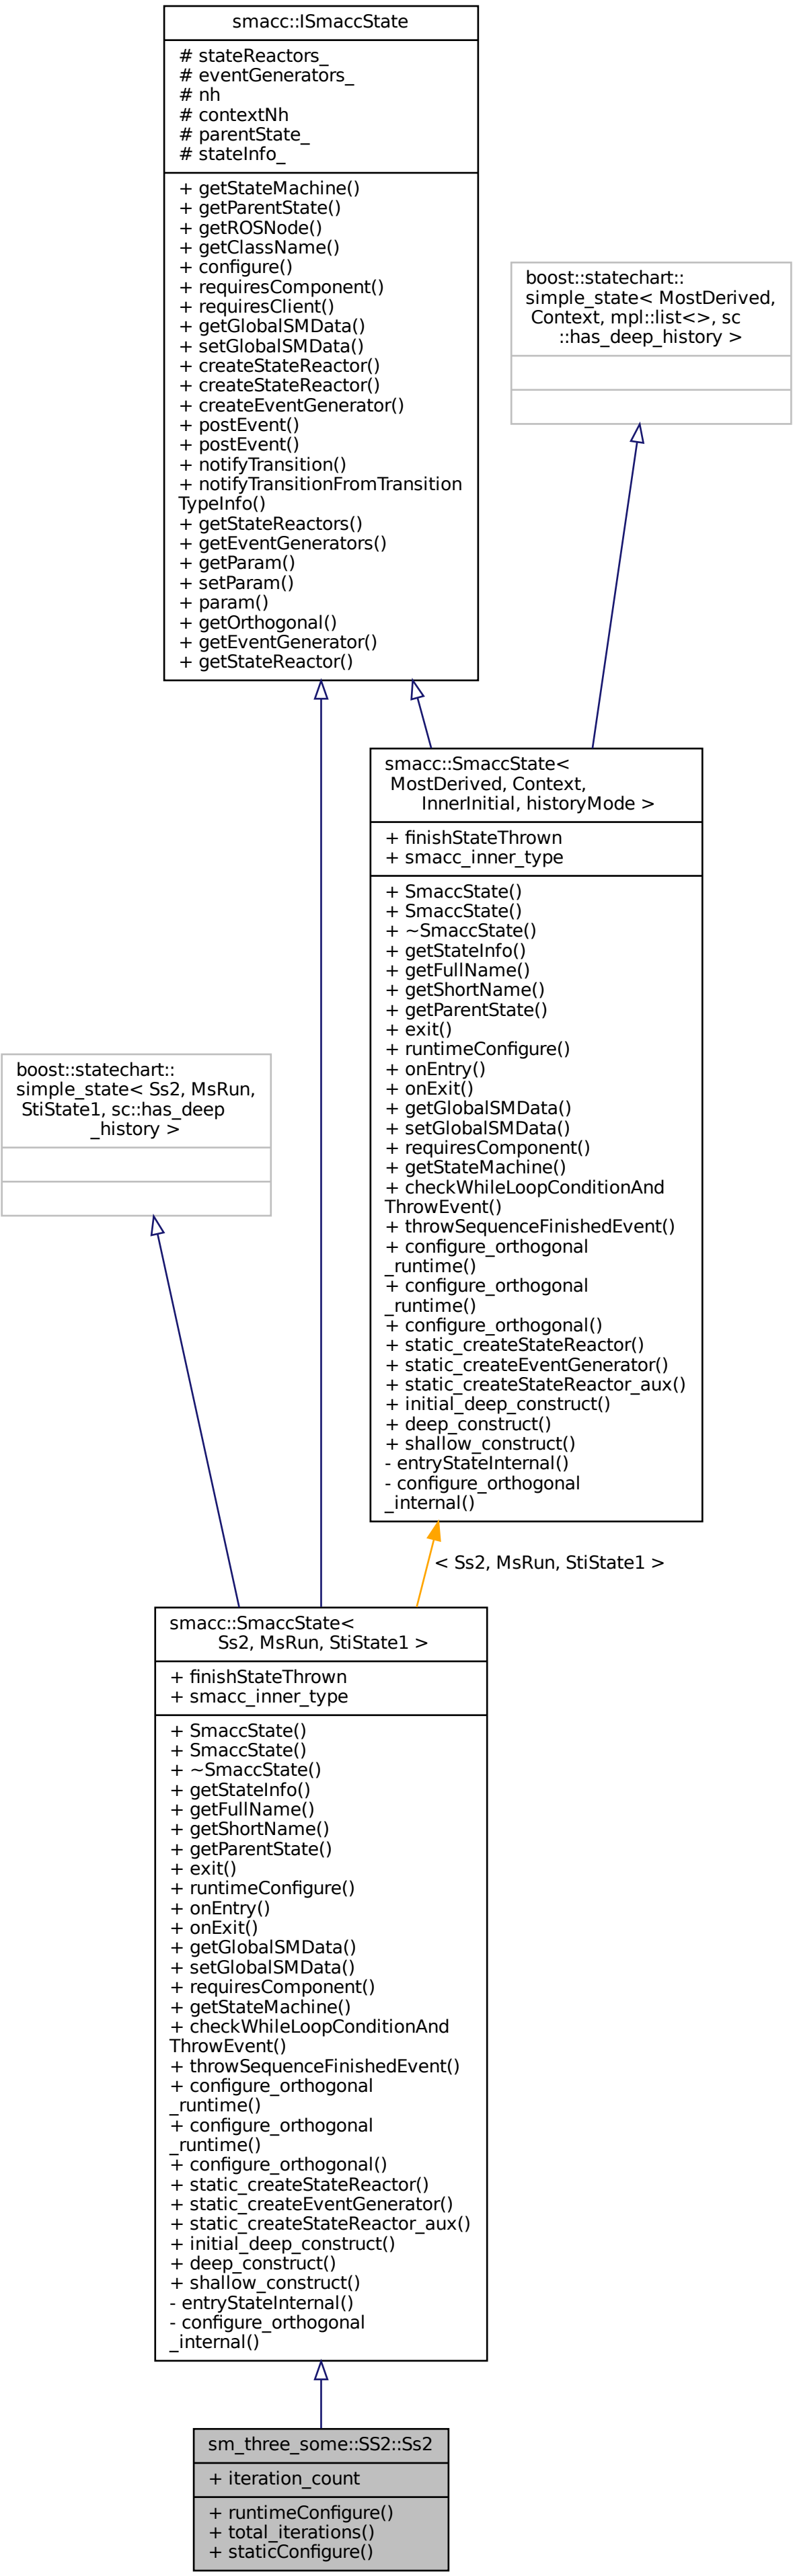 smacc::ISmaccState
# stateReactors_
# eventGenerators_
# nh
# contextNh
# parentState_
# stateInfo_
+ getStateMachine()
+ getParentState()
+ getROSNode()
+ getClassName()
+ configure()
+ requiresComponent()
+ requiresClient()
+ getGlobalSMData()
+ setGlobalSMData()
+ createStateReactor()
+ createStateReactor()
+ createEventGenerator()
+ postEvent()
+ postEvent()
+ notifyTransition()
+ notifyTransitionFromTransition
TypeInfo()
+ getStateReactors()
+ getEventGenerators()
+ getParam()
+ setParam()
+ param()
+ getOrthogonal()
+ getEventGenerator()
+ getStateReactor()
boost::statechart::
simple_state< MostDerived,
Context, mpl::list<>, sc
::has_deep_history >
smacc::SmaccState<
MostDerived, Context,
InnerInitial, historyMode >
+ finishStateThrown
+ smacc_inner_type
+ SmaccState()
+ SmaccState()
+ ~SmaccState()
+ getStateInfo()
+ getFullName()
+ getShortName()
+ getParentState()
+ exit()
+ runtimeConfigure()
+ onEntry()
+ onExit()
+ getGlobalSMData()
+ setGlobalSMData()
+ requiresComponent()
+ getStateMachine()
+ checkWhileLoopConditionAnd
ThrowEvent()
+ throwSequenceFinishedEvent()
+ configure_orthogonal
_runtime()
+ configure_orthogonal
_runtime()
+ configure_orthogonal()
+ static_createStateReactor()
+ static_createEventGenerator()
+ static_createStateReactor_aux()
+ initial_deep_construct()
+ deep_construct()
+ shallow_construct()
- entryStateInternal()
- configure_orthogonal
_internal()
boost::statechart::
simple_state< Ss2, MsRun,
StiState1, sc::has_deep
_history >
< Ss2, MsRun, StiState1 >
smacc::SmaccState<
Ss2, MsRun, StiState1 >
+ finishStateThrown
+ smacc_inner_type
+ SmaccState()
+ SmaccState()
+ ~SmaccState()
+ getStateInfo()
+ getFullName()
+ getShortName()
+ getParentState()
+ exit()
+ runtimeConfigure()
+ onEntry()
+ onExit()
+ getGlobalSMData()
+ setGlobalSMData()
+ requiresComponent()
+ getStateMachine()
+ checkWhileLoopConditionAnd
ThrowEvent()
+ throwSequenceFinishedEvent()
+ configure_orthogonal
_runtime()
+ configure_orthogonal
_runtime()
+ configure_orthogonal()
+ static_createStateReactor()
+ static_createEventGenerator()
+ static_createStateReactor_aux()
+ initial_deep_construct()
+ deep_construct()
+ shallow_construct()
- entryStateInternal()
- configure_orthogonal
_internal()
sm_three_some::SS2::Ss2
+ iteration_count
+ runtimeConfigure()
+ total_iterations()
+ staticConfigure()